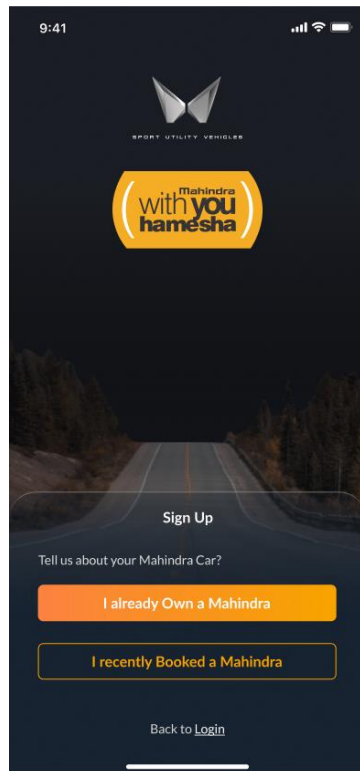 9:41
SPORT UTILITY VEHICLES
Mahindra
with you
hamesha
Sign Up
Tell us about your Mahindra Car?
I already Own a Mahindra
I recently Booked a Mahindra
Back to Login